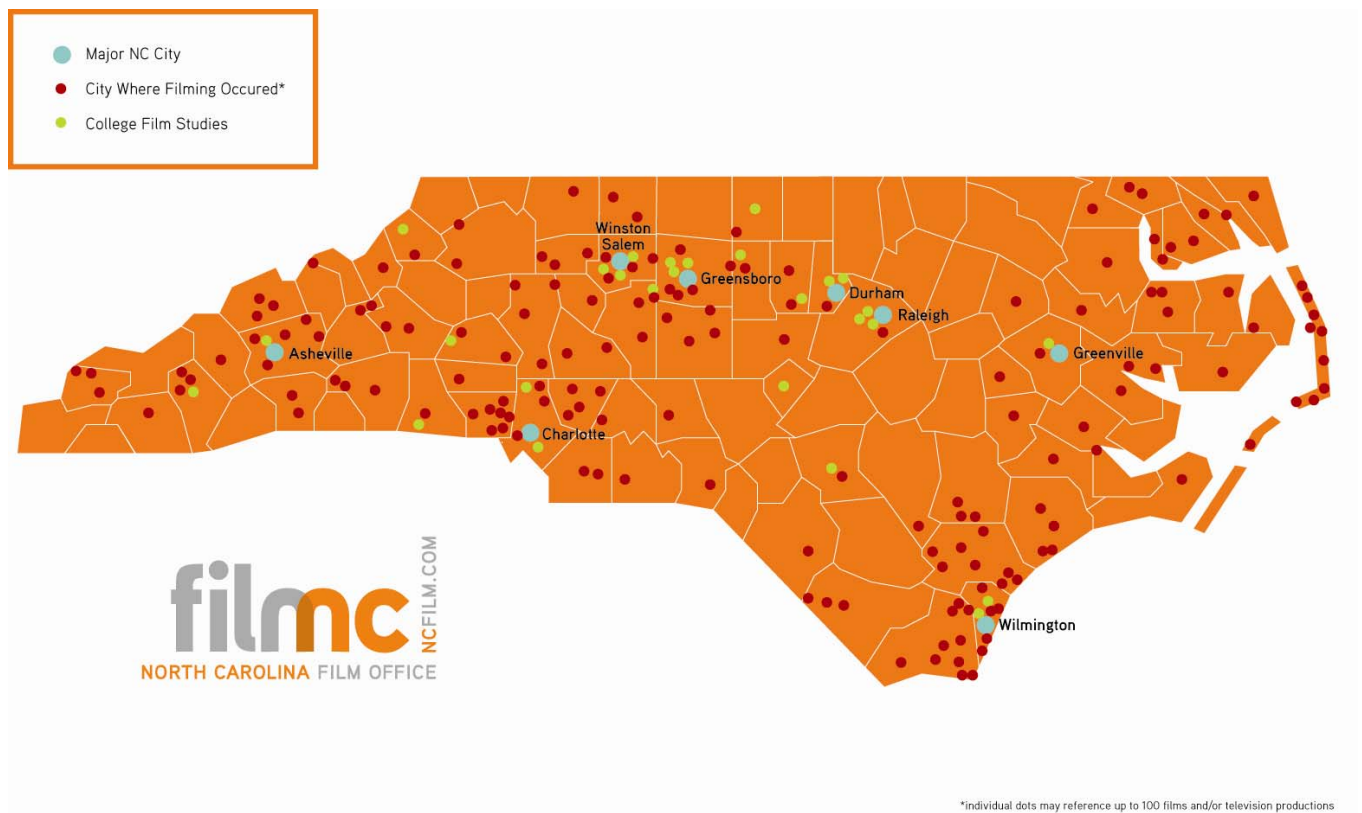 Major NC City
City Where Filming Occured*
College Film Studies
Winston
Salem
Greensboro
Durham
Raleigh
Asheville
Greenville
Charlotte
Wilmington
filmnc
NCFILM.COM
NORTH CAROLINA FILM OFFICE
*individual dots may reference up to 100 films and/or television productions